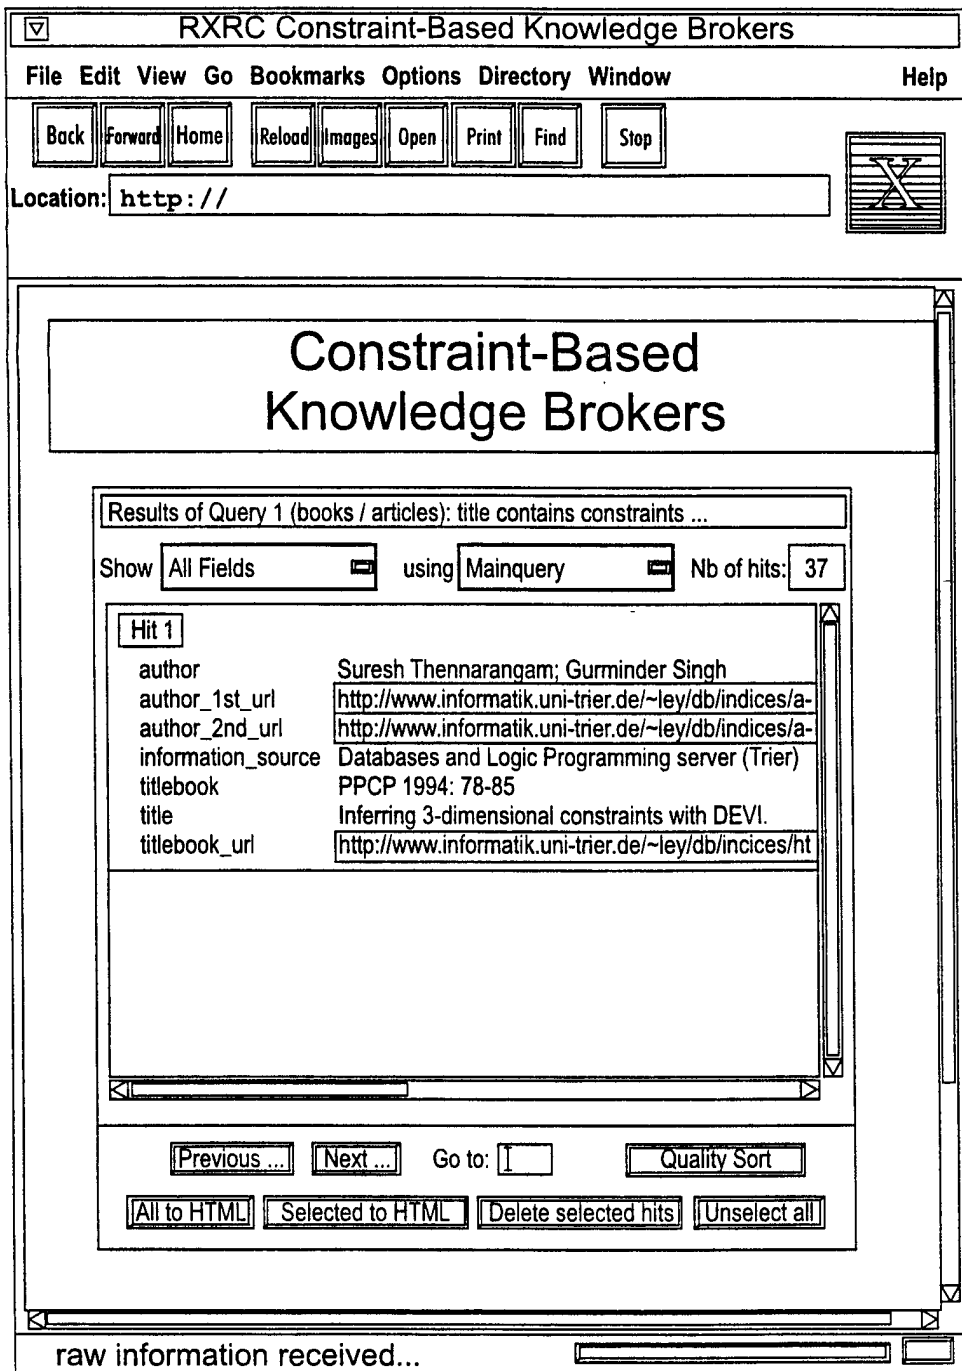 RXRC Constraint-Based Knowledge Brokers
File Edit View Go Bookmarks Options Directory Window Help
Back Forward Home Reload Images Open Print Find Stop
X
Location: http://
Constraint-Based
Knowledge Brokers
Results of Query 1 (books / articles): title contains constraints ...
Show All Fields using Mainquery Nb of hits: 37
Hit 1
author Suresh Thennarangam; Gurminder Singh
author_1st_url http://www.informatik.uni-trier.de/~ley/db/indices/a-
author_2nd_url http://www.informatik.uni-trier.de/~ley/db/indices/a-
information_source Databases and Logic Programming server (Trier)
titlebook PPCP 1994: 78-85
title Inferring 3-dimensional constraints with DEVI.
titlebook_url http://www.informatik.uni-trier.de/~ley/db/incices/ht
Previous ... Next ... Go to: Quality Sort
All to HTML Selected to HTML Delete selected hits Unselect all
raw information received...